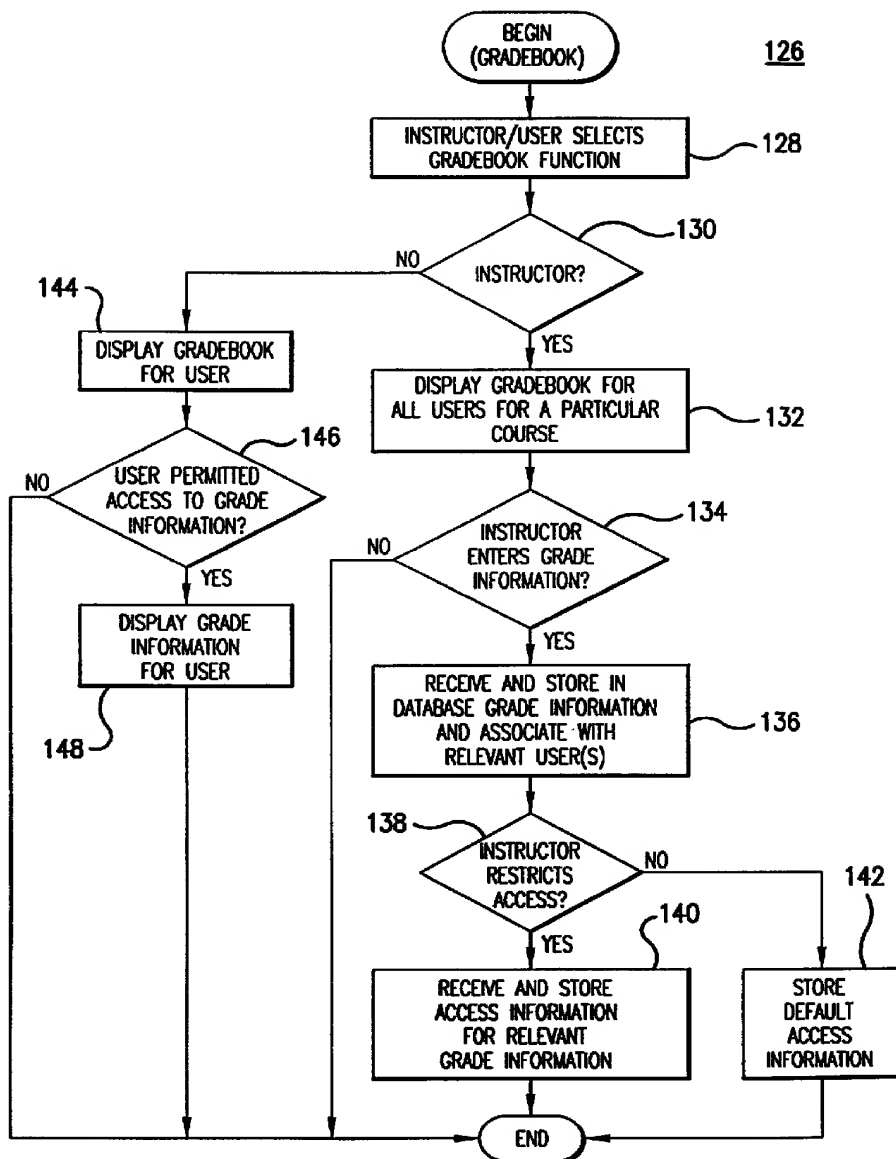 BEGIN
(GRADEBOOK)
126
INSTRUCTOR/USER SELECTS
GRADEBOOK FUNCTION
128
130
INSTRUCTOR?
NO
YES
144
DISPLAY GRADEBOOK
FOR USER
DISPLAY GRADEBOOK FOR
ALL USERS FOR A PARTICULAR
COURSE
132
146
USER PERMITTED
ACCESS TO GRADE
INFORMATION?
NO
YES
134
INSTRUCTOR
ENTERS GRADE
INFORMATION?
NO
YES
DISPLAY GRADE
INFORMATION
FOR USER
148
RECEIVE AND STORE IN
DATABASE GRADE INFORMATION
AND ASSOCIATE WITH
RELEVANT USER(S)
136
138
INSTRUCTOR
RESTRICTS
ACCESS?
NO
YES
140
142
RECEIVE AND STORE
ACCESS INFORMATION
FOR RELEVANT
GRADE INFORMATION
STORE
DEFAULT
ACCESS
INFORMATION
END